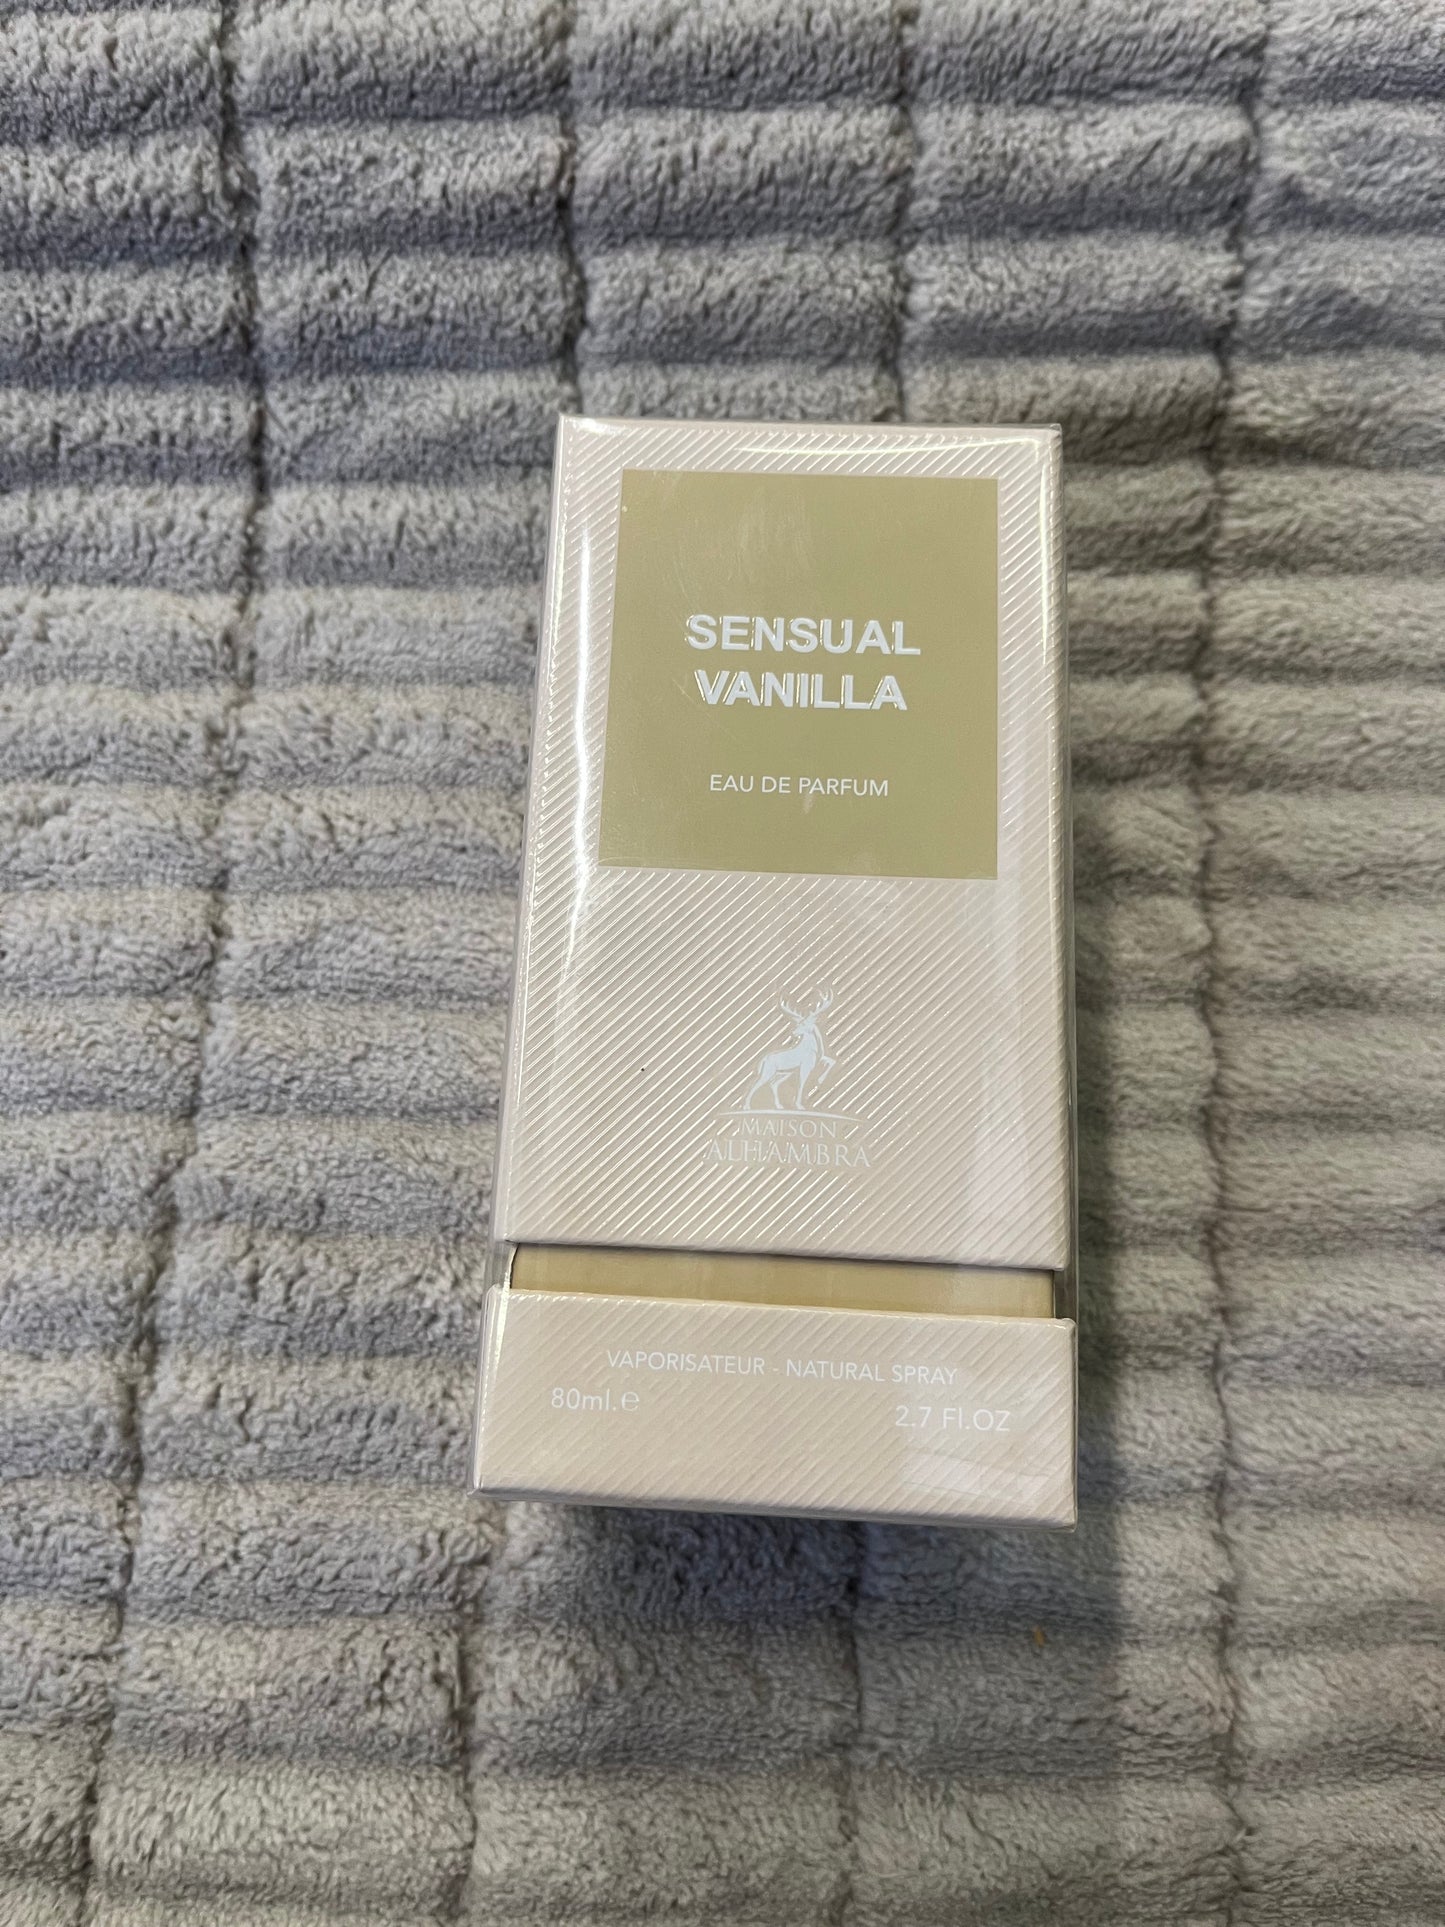 SENSUAL
VANILLA
EAU DE PARFUM
MAISON
ALHAMBRA
VAPORISATEUR - NATURAL SPRAY
80ml.e
2.7 Fl.OZ